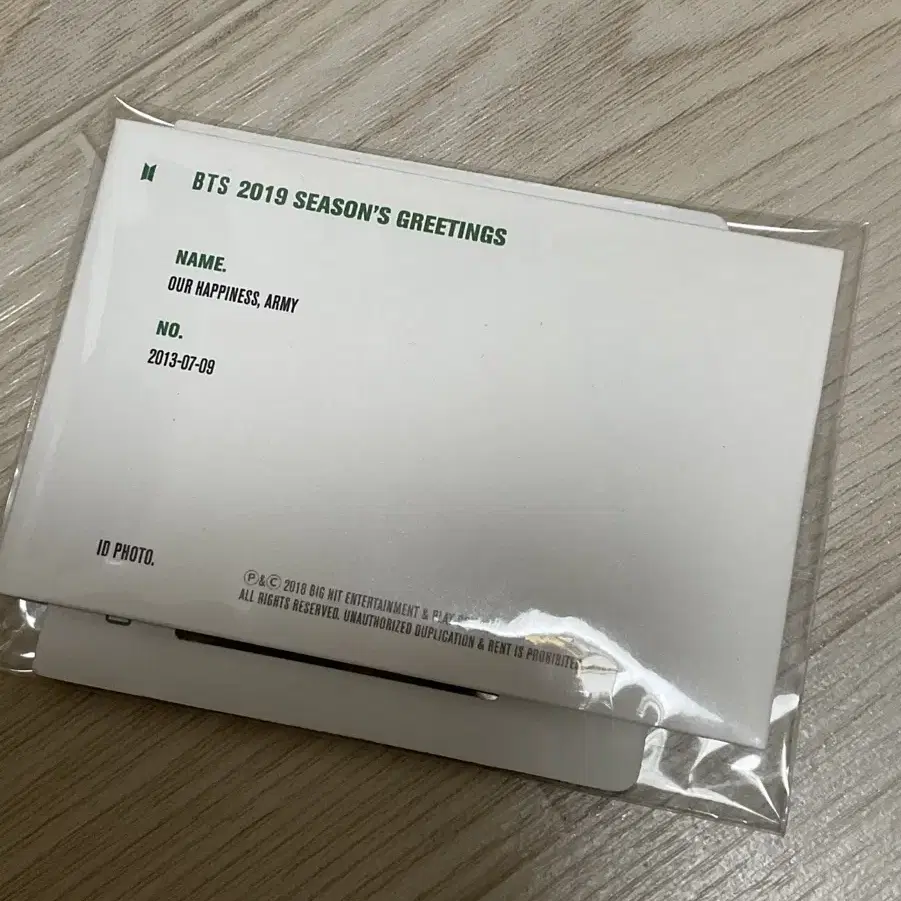 BTS 2019 SEASON'S GREETINGS
NAME.
OUR HAPPINESS, ARMY
NO.
2013-07-09
ID PHOTO.
Ⓟ&Ⓒ 2018 BIG HIT ENTERTAINMENT & PLAY
ALL RIGHTS RESERVED. UNAUTHORIZED DUPLICATION & RENT IS PROHIBITED